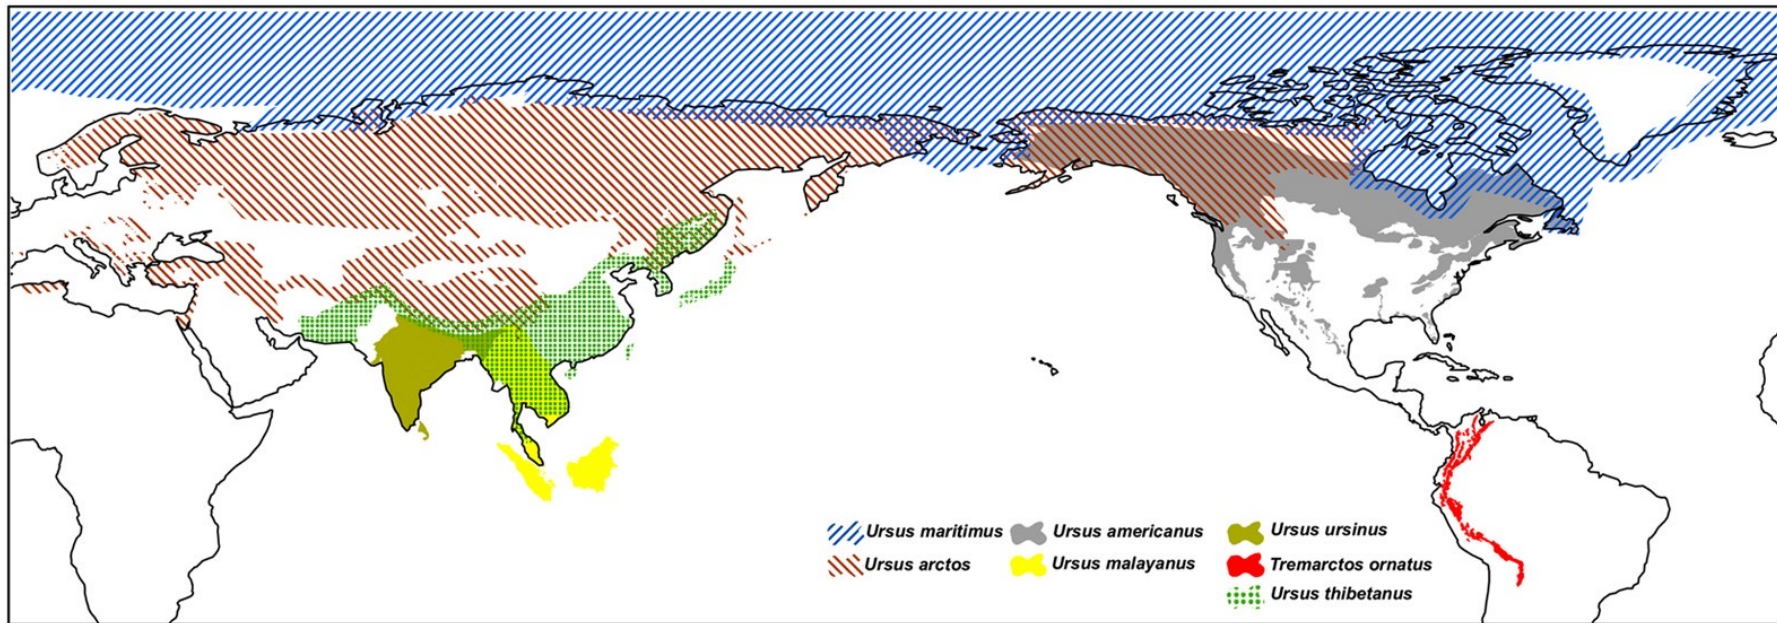 Ursus maritimus
Ursus americanus
Ursus ursinus
Ursus arctos
Ursus malayanus
Tremarctos ornatus
Ursus thibetanus